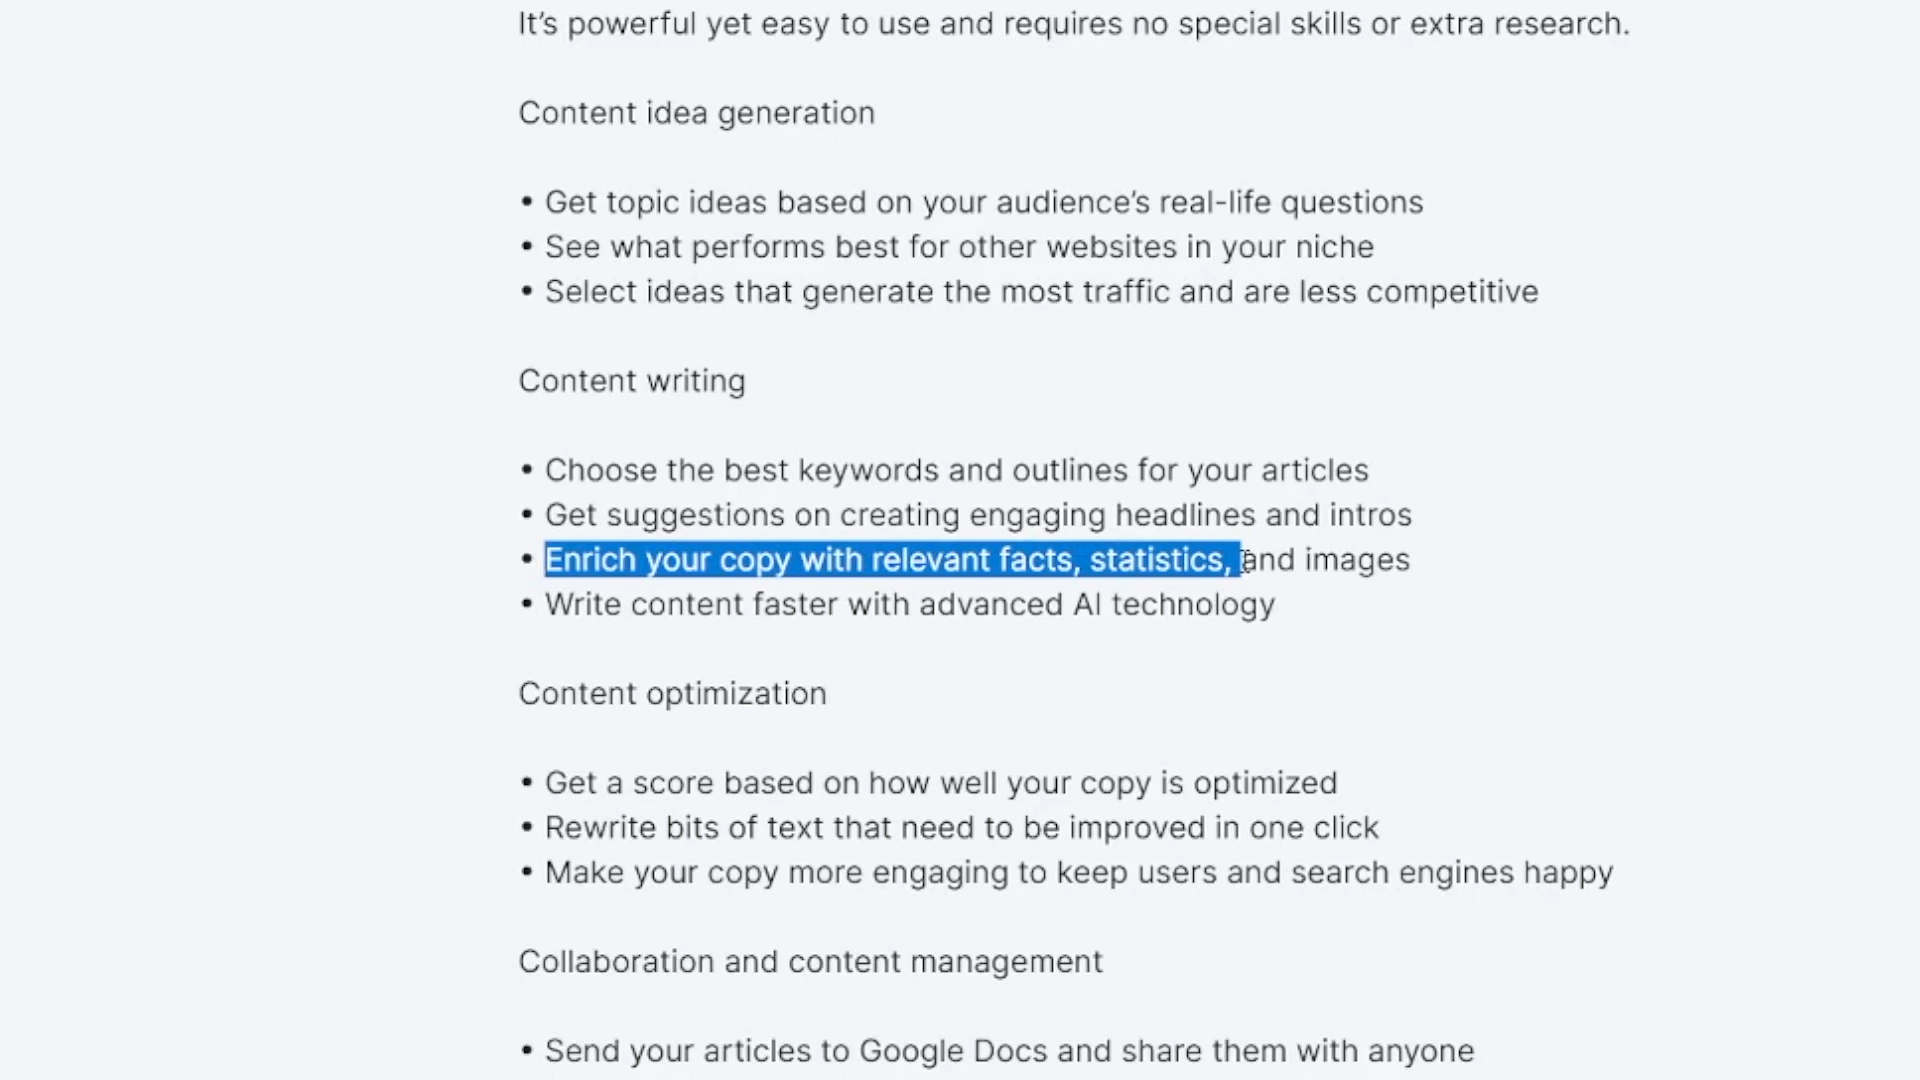 It’s powerful yet easy to use and requires no special skills or extra research.
Content idea generation
• Get topic ideas based on your audience’s real-life questions
• See what performs best for other websites in your niche
• Select ideas that generate the most traffic and are less competitive
Content writing
• Choose the best keywords and outlines for your articles
• Get suggestions on creating engaging headlines and intros
• Enrich your copy with relevant facts, statistics, and images
• Write content faster with advanced AI technology
Content optimization
• Get a score based on how well your copy is optimized
• Rewrite bits of text that need to be improved in one click
• Make your copy more engaging to keep users and search engines happy
Collaboration and content management
• Send your articles to Google Docs and share them with anyone